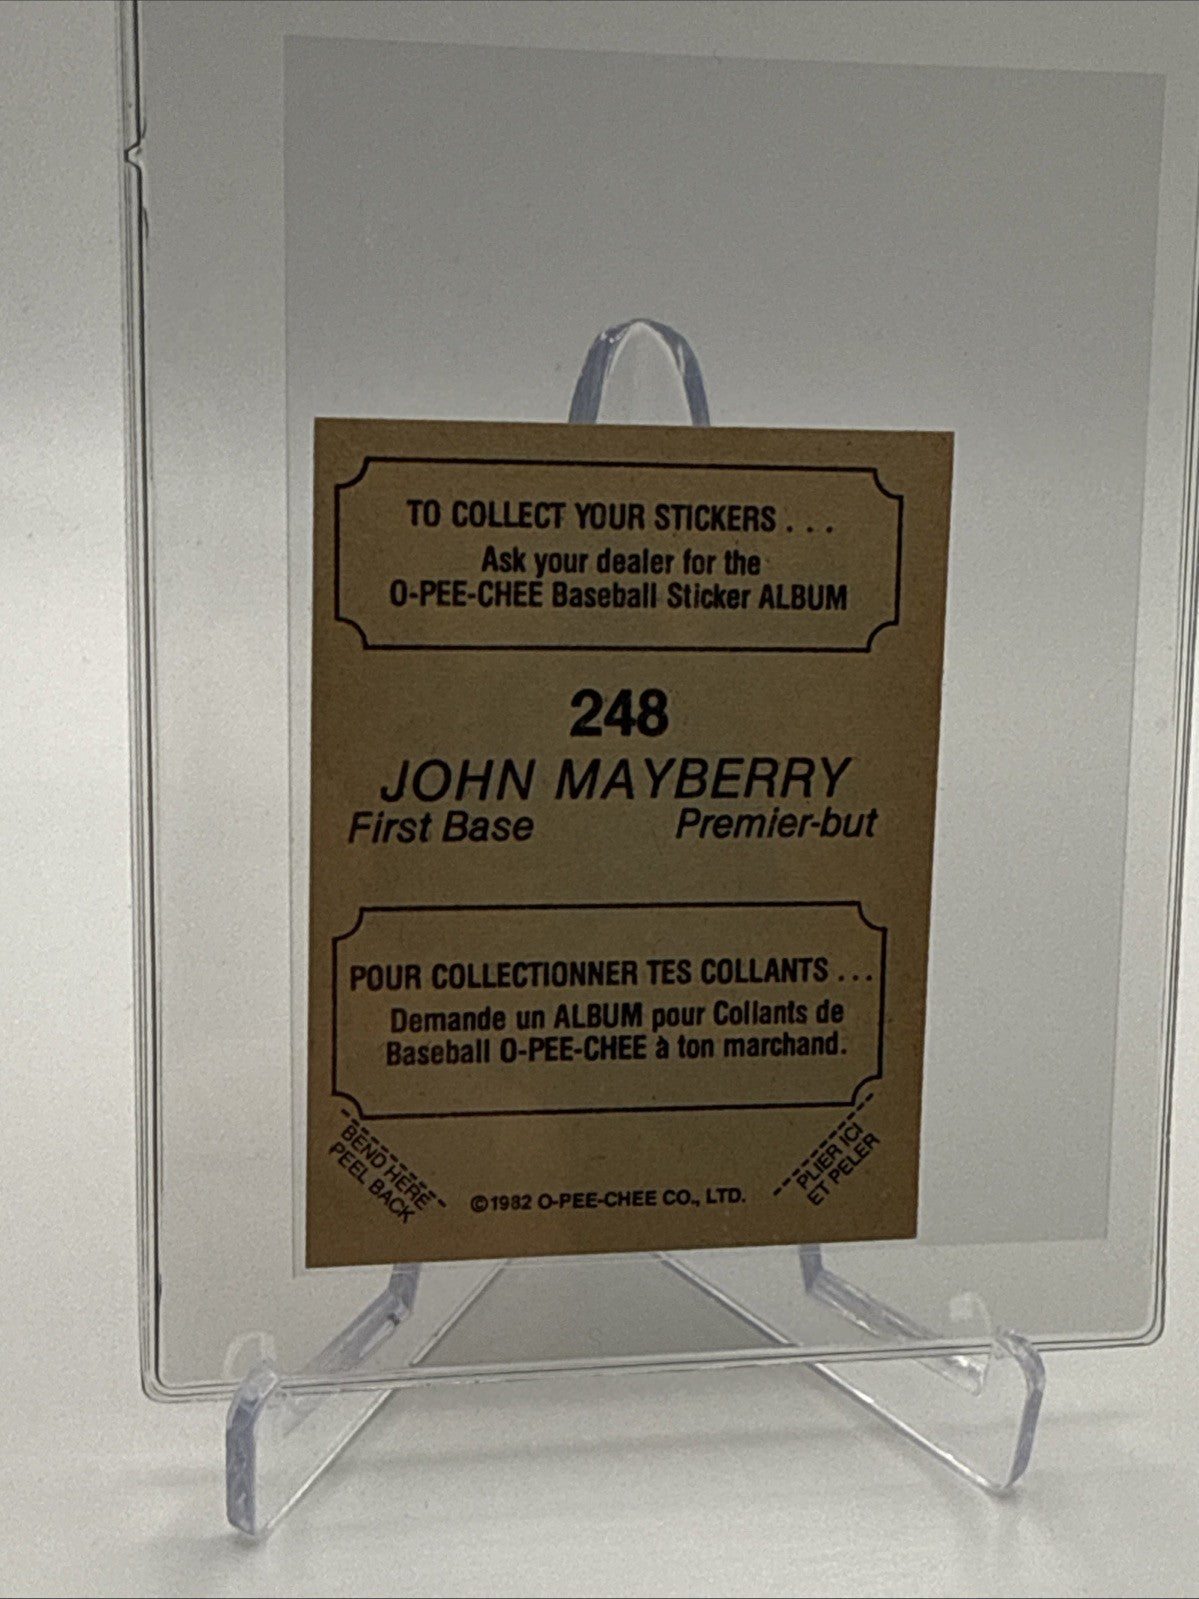 TO COLLECT YOUR STICKERS . . .
Ask your dealer for the
O-PEE-CHEE Baseball Sticker ALBUM
248
JOHN MAYBERRY
First Base Premier-but
POUR COLLECTIONNER TES COLLANTS . . .
Demande un ALBUM pour Collants de
Baseball O-PEE-CHEE à ton marchand.
BEND HERE
PEEL BACK
©1982 O-PEE-CHEE CO., LTD.
PLIER ICI
ET PELER